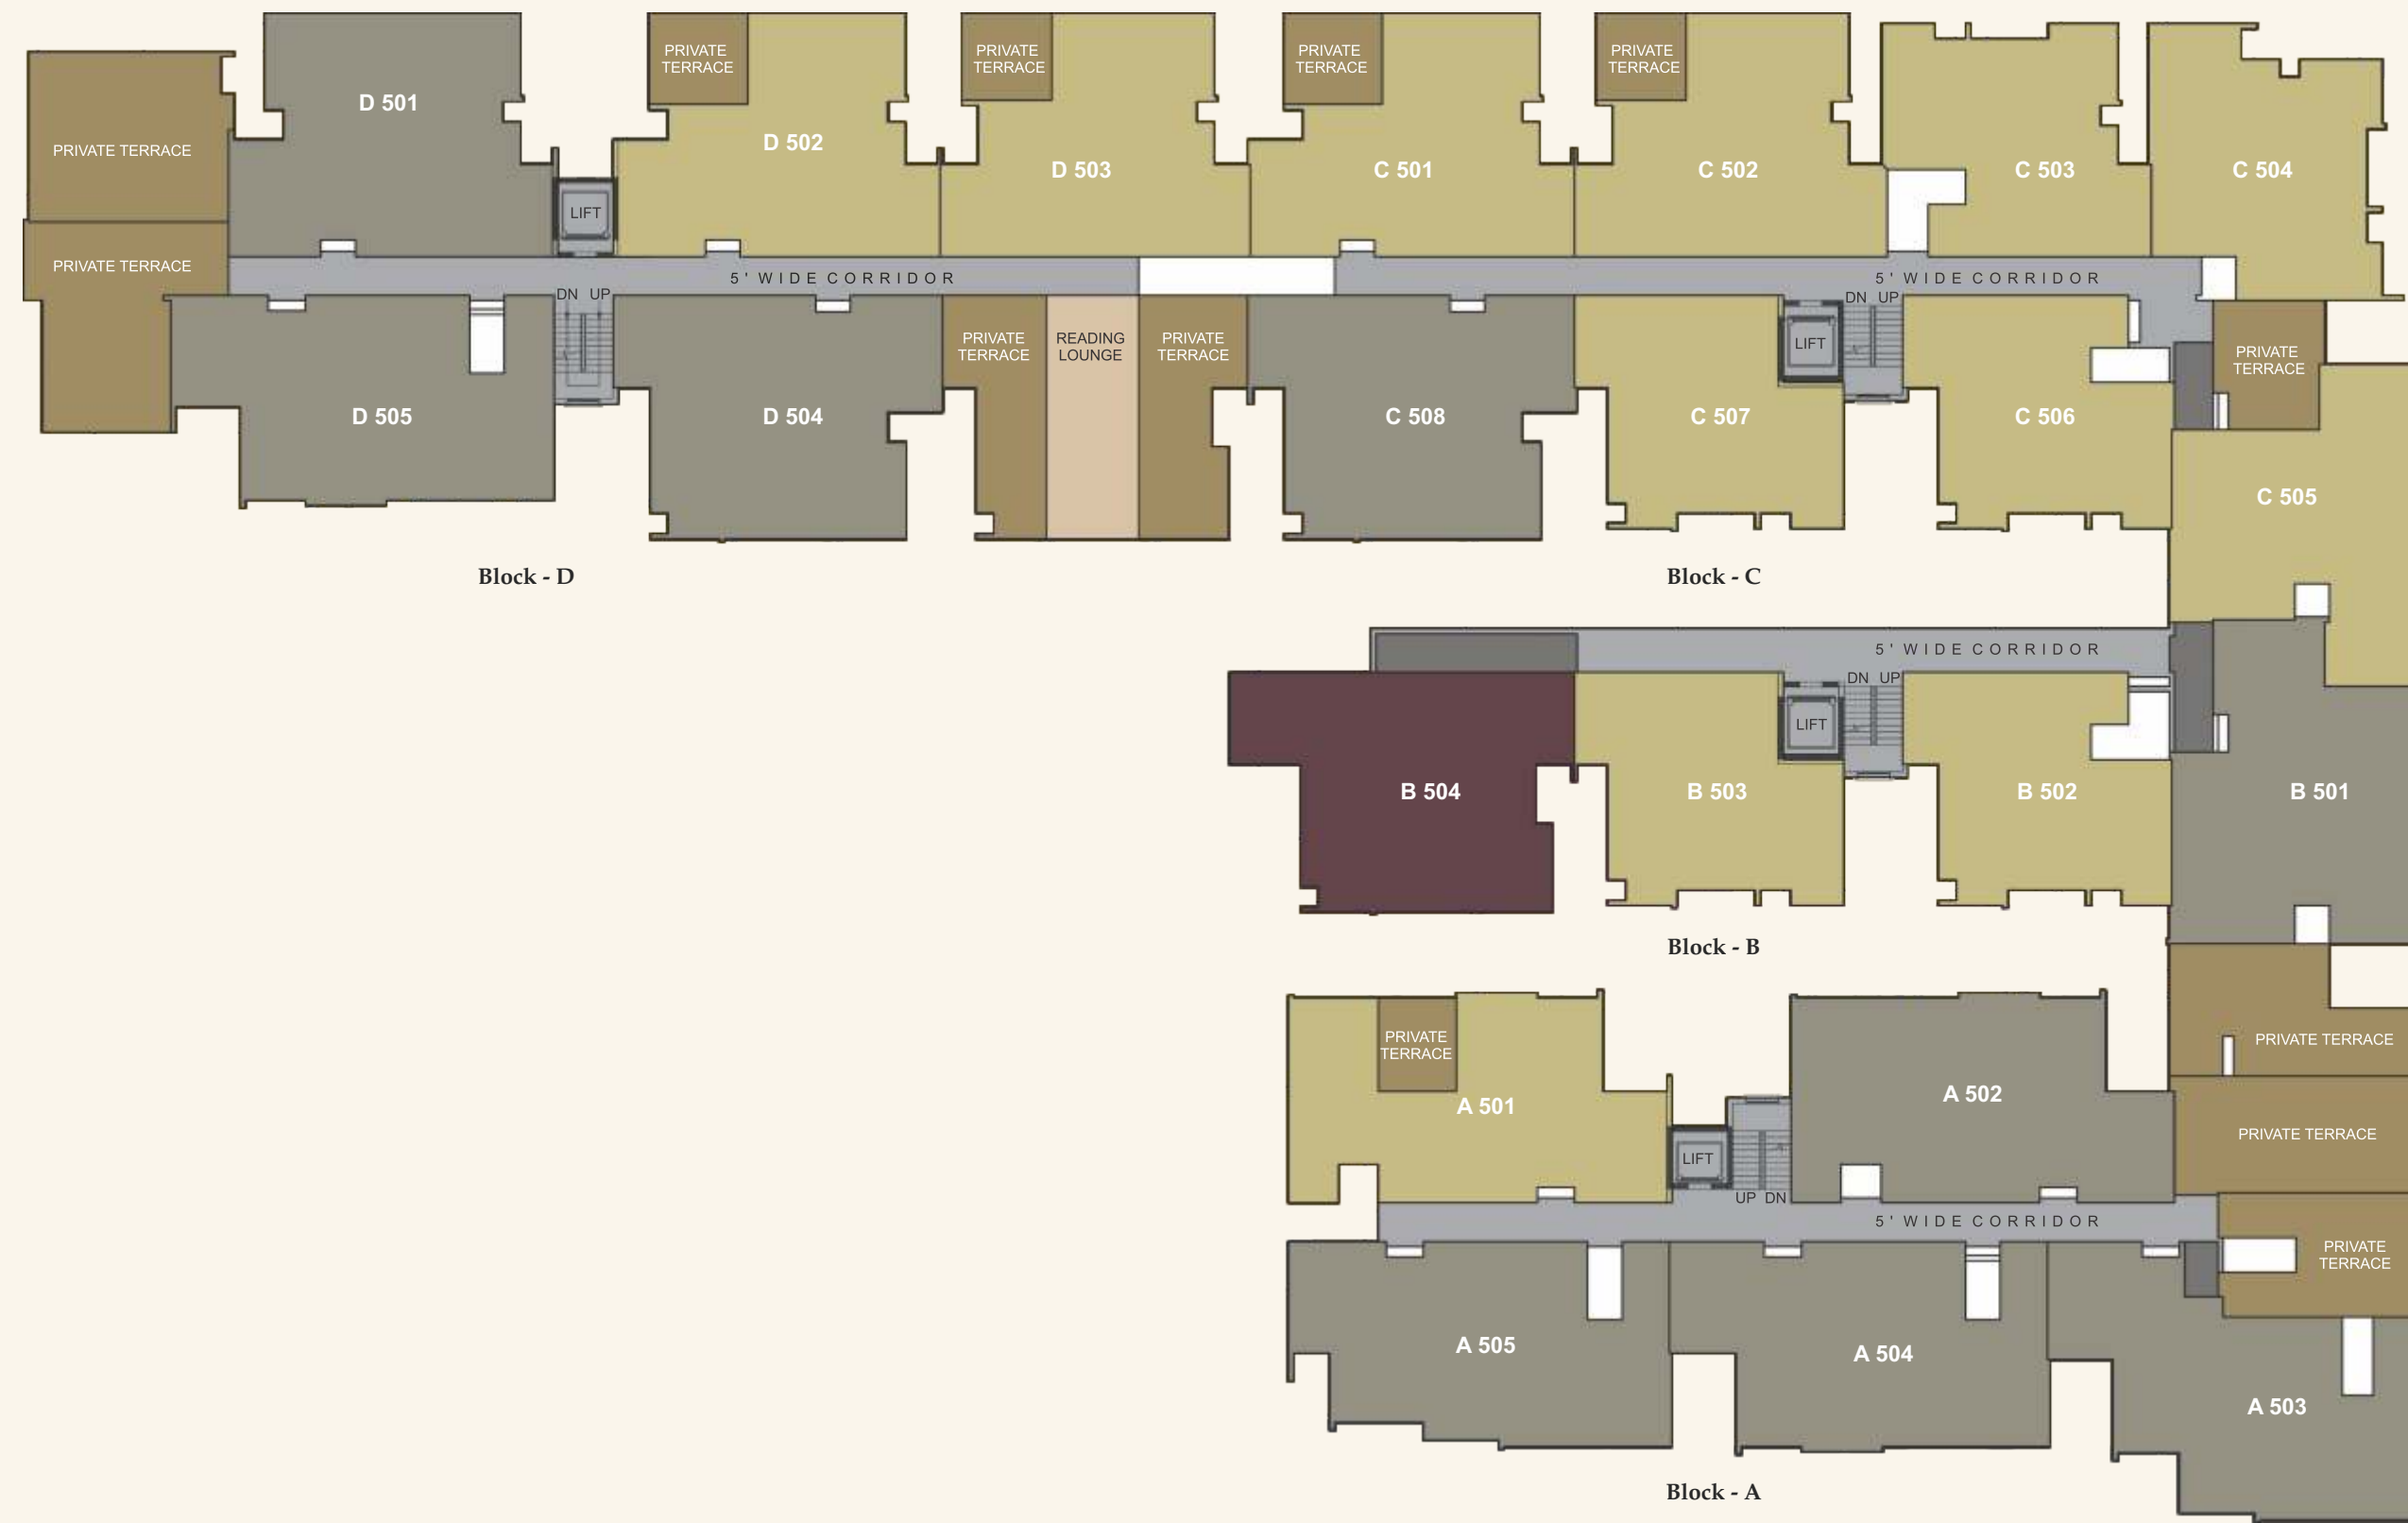 PRIVATE
TERRACE
PRIVATE
TERRACE
PRIVATE
TERRACE
PRIVATE
TERRACE
D 501
D 502
D 503
C 501
C 502
C 503
C 504
PRIVATE TERRACE
LIFT
PRIVATE TERRACE
5' WIDE CORRIDOR
5' WIDE CORRIDOR
DN UP
DN UP
PRIVATE
TERRACE
READING
LOUNGE
PRIVATE
TERRACE
LIFT
PRIVATE
TERRACE
D 505
D 504
C 508
C 507
C 506
C 505
Block - D
Block - C
5' WIDE CORRIDOR
DN UP
LIFT
B 504
B 503
B 502
B 501
Block - B
PRIVATE
TERRACE
PRIVATE TERRACE
A 501
A 502
PRIVATE TERRACE
LIFT
UP DN
5' WIDE CORRIDOR
PRIVATE
TERRACE
A 505
A 504
A 503
Block - A